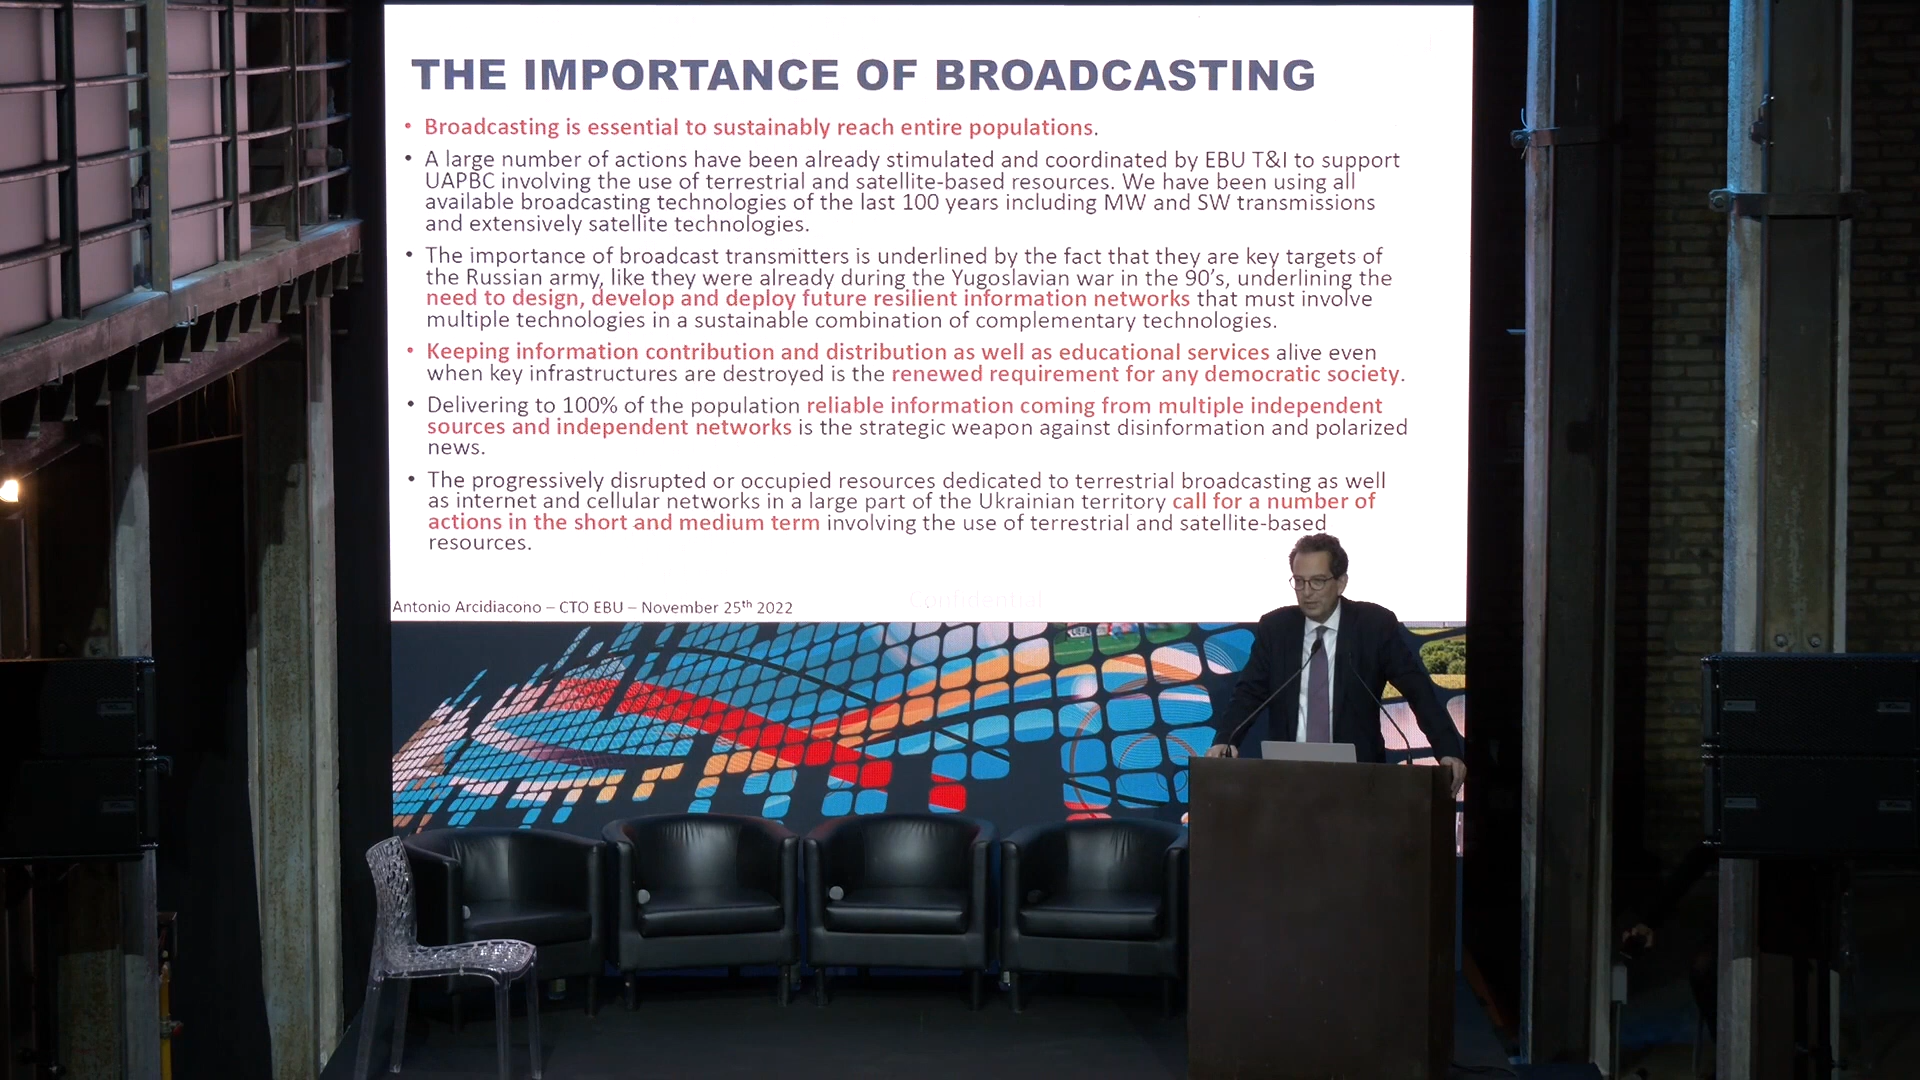 THE IMPORTANCE OF BROADCASTING
• Broadcasting is essential to sustainably reach entire populations.
• A large number of actions have been already stimulated and coordinated by EBU T&I to support
UAPBC involving the use of terrestrial and satellite-based resources. We have been using all
available broadcasting technologies of the last 100 years including MW and SW transmissions
and extensively satellite technologies.
• The importance of broadcast transmitters is underlined by the fact that they are key targets of
the Russian army, like they were already during the Yugoslavian war in the 90’s, underlining the
need to design, develop and deploy future resilient information networks that must involve
multiple technologies in a sustainable combination of complementary technologies.
• Keeping information contribution and distribution as well as educational services alive even
when key infrastructures are destroyed is the renewed requirement for any democratic society.
• Delivering to 100% of the population reliable information coming from multiple independent
sources and independent networks is the strategic weapon against disinformation and polarized
news.
• The progressively disrupted or occupied resources dedicated to terrestrial broadcasting as well
as internet and cellular networks in a large part of the Ukrainian territory call for a number of
actions in the short and medium term involving the use of terrestrial and satellite-based
resources.
Confidential
Antonio Arcidiacono – CTO EBU – November 25th 2022